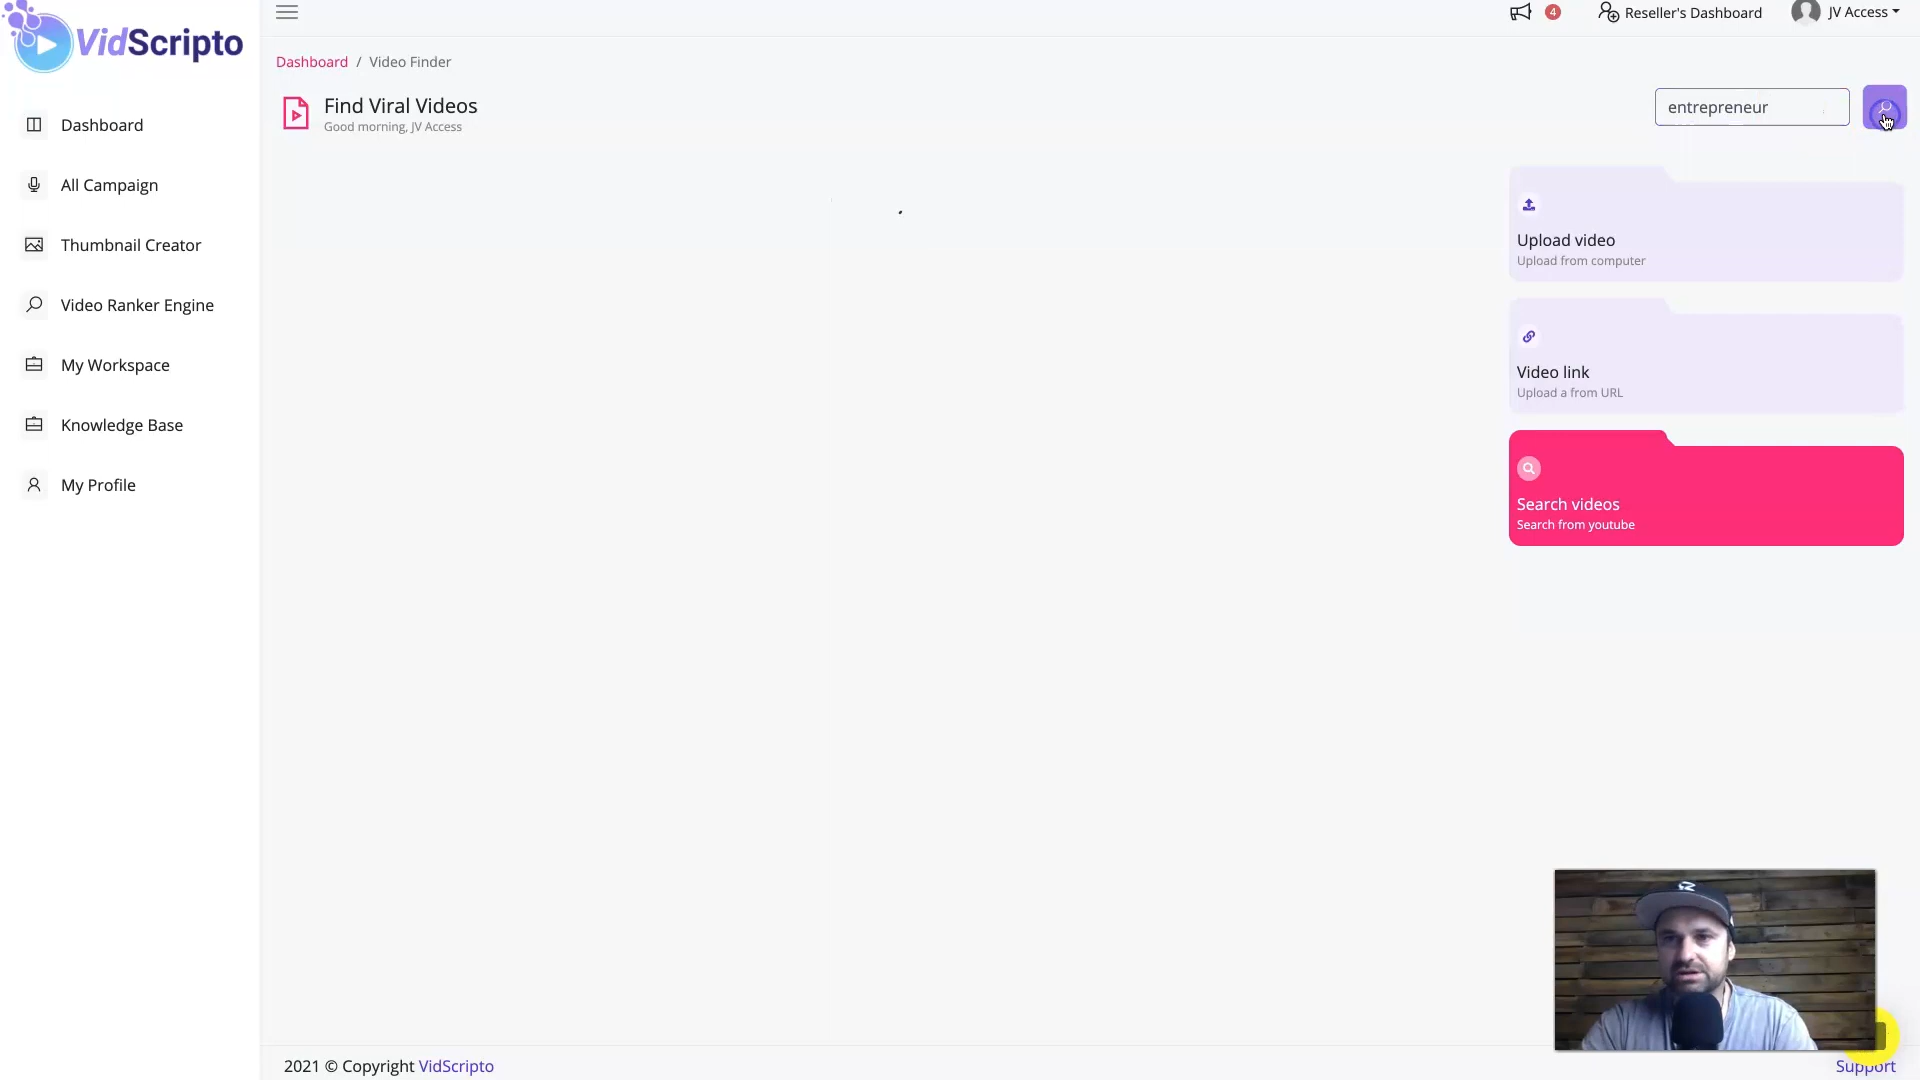 VidScripto
4
Reseller's Dashboard
JV Access
Dashboard / Video Finder
Find Viral Videos
Good morning, JV Access
entrepreneur
Dashboard
All Campaign
Thumbnail Creator
Video Ranker Engine
My Workspace
Knowledge Base
My Profile
Upload video
Upload from computer
Video link
Upload a from URL
Search videos
Search from youtube
2021 © Copyright VidScripto
Support